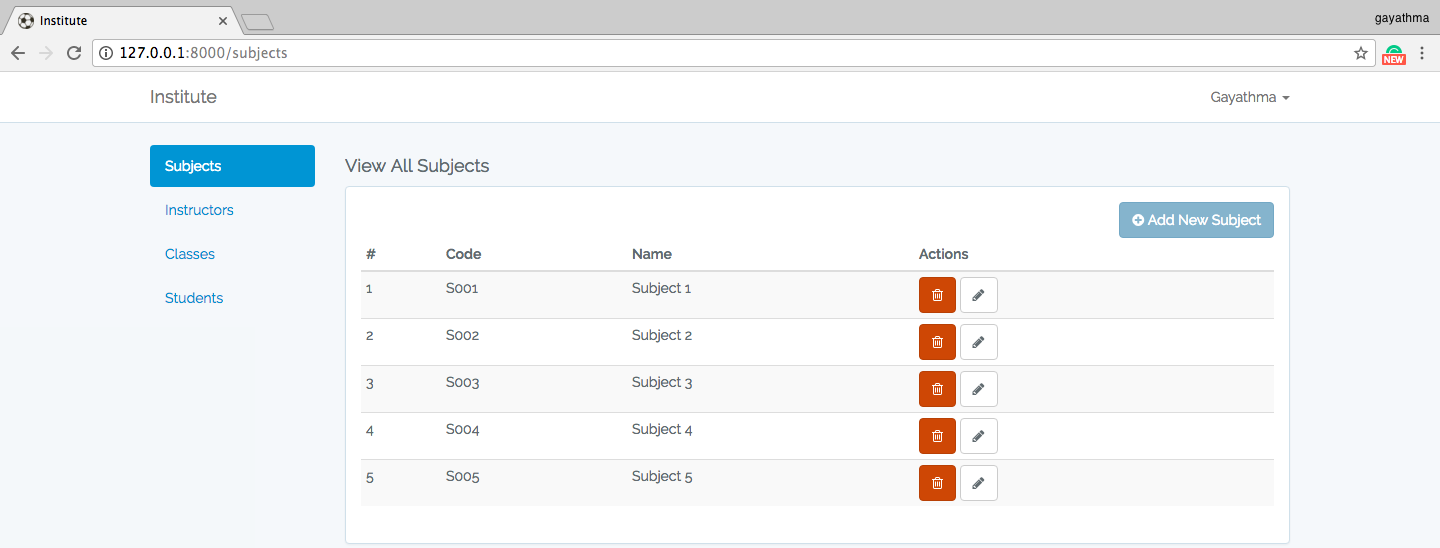 Institute
gayathma
127.0.0.1:8000/subjects
NEW
Institute
Gayathma
Subjects
View All Subjects
Instructors
Add New Subject
Classes
# Code Name Actions
Students
1 S001 Subject 1
2 S002 Subject 2
3 S003 Subject 3
4 S004 Subject 4
5 S005 Subject 5